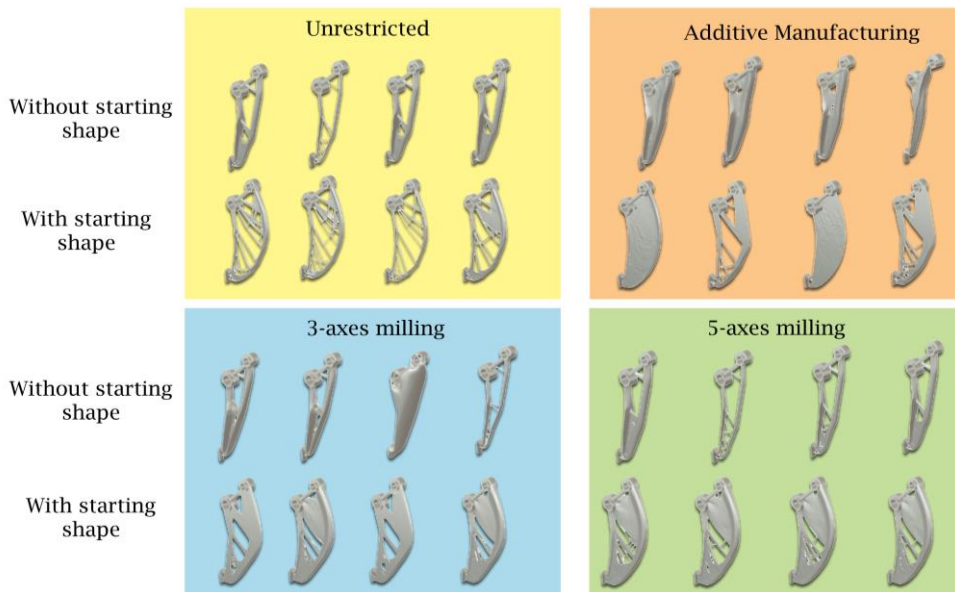 Unrestricted
Additive Manufacturing
Without starting
shape
With starting
shape
3-axes milling
5-axes milling
Without starting
shape
With starting
shape